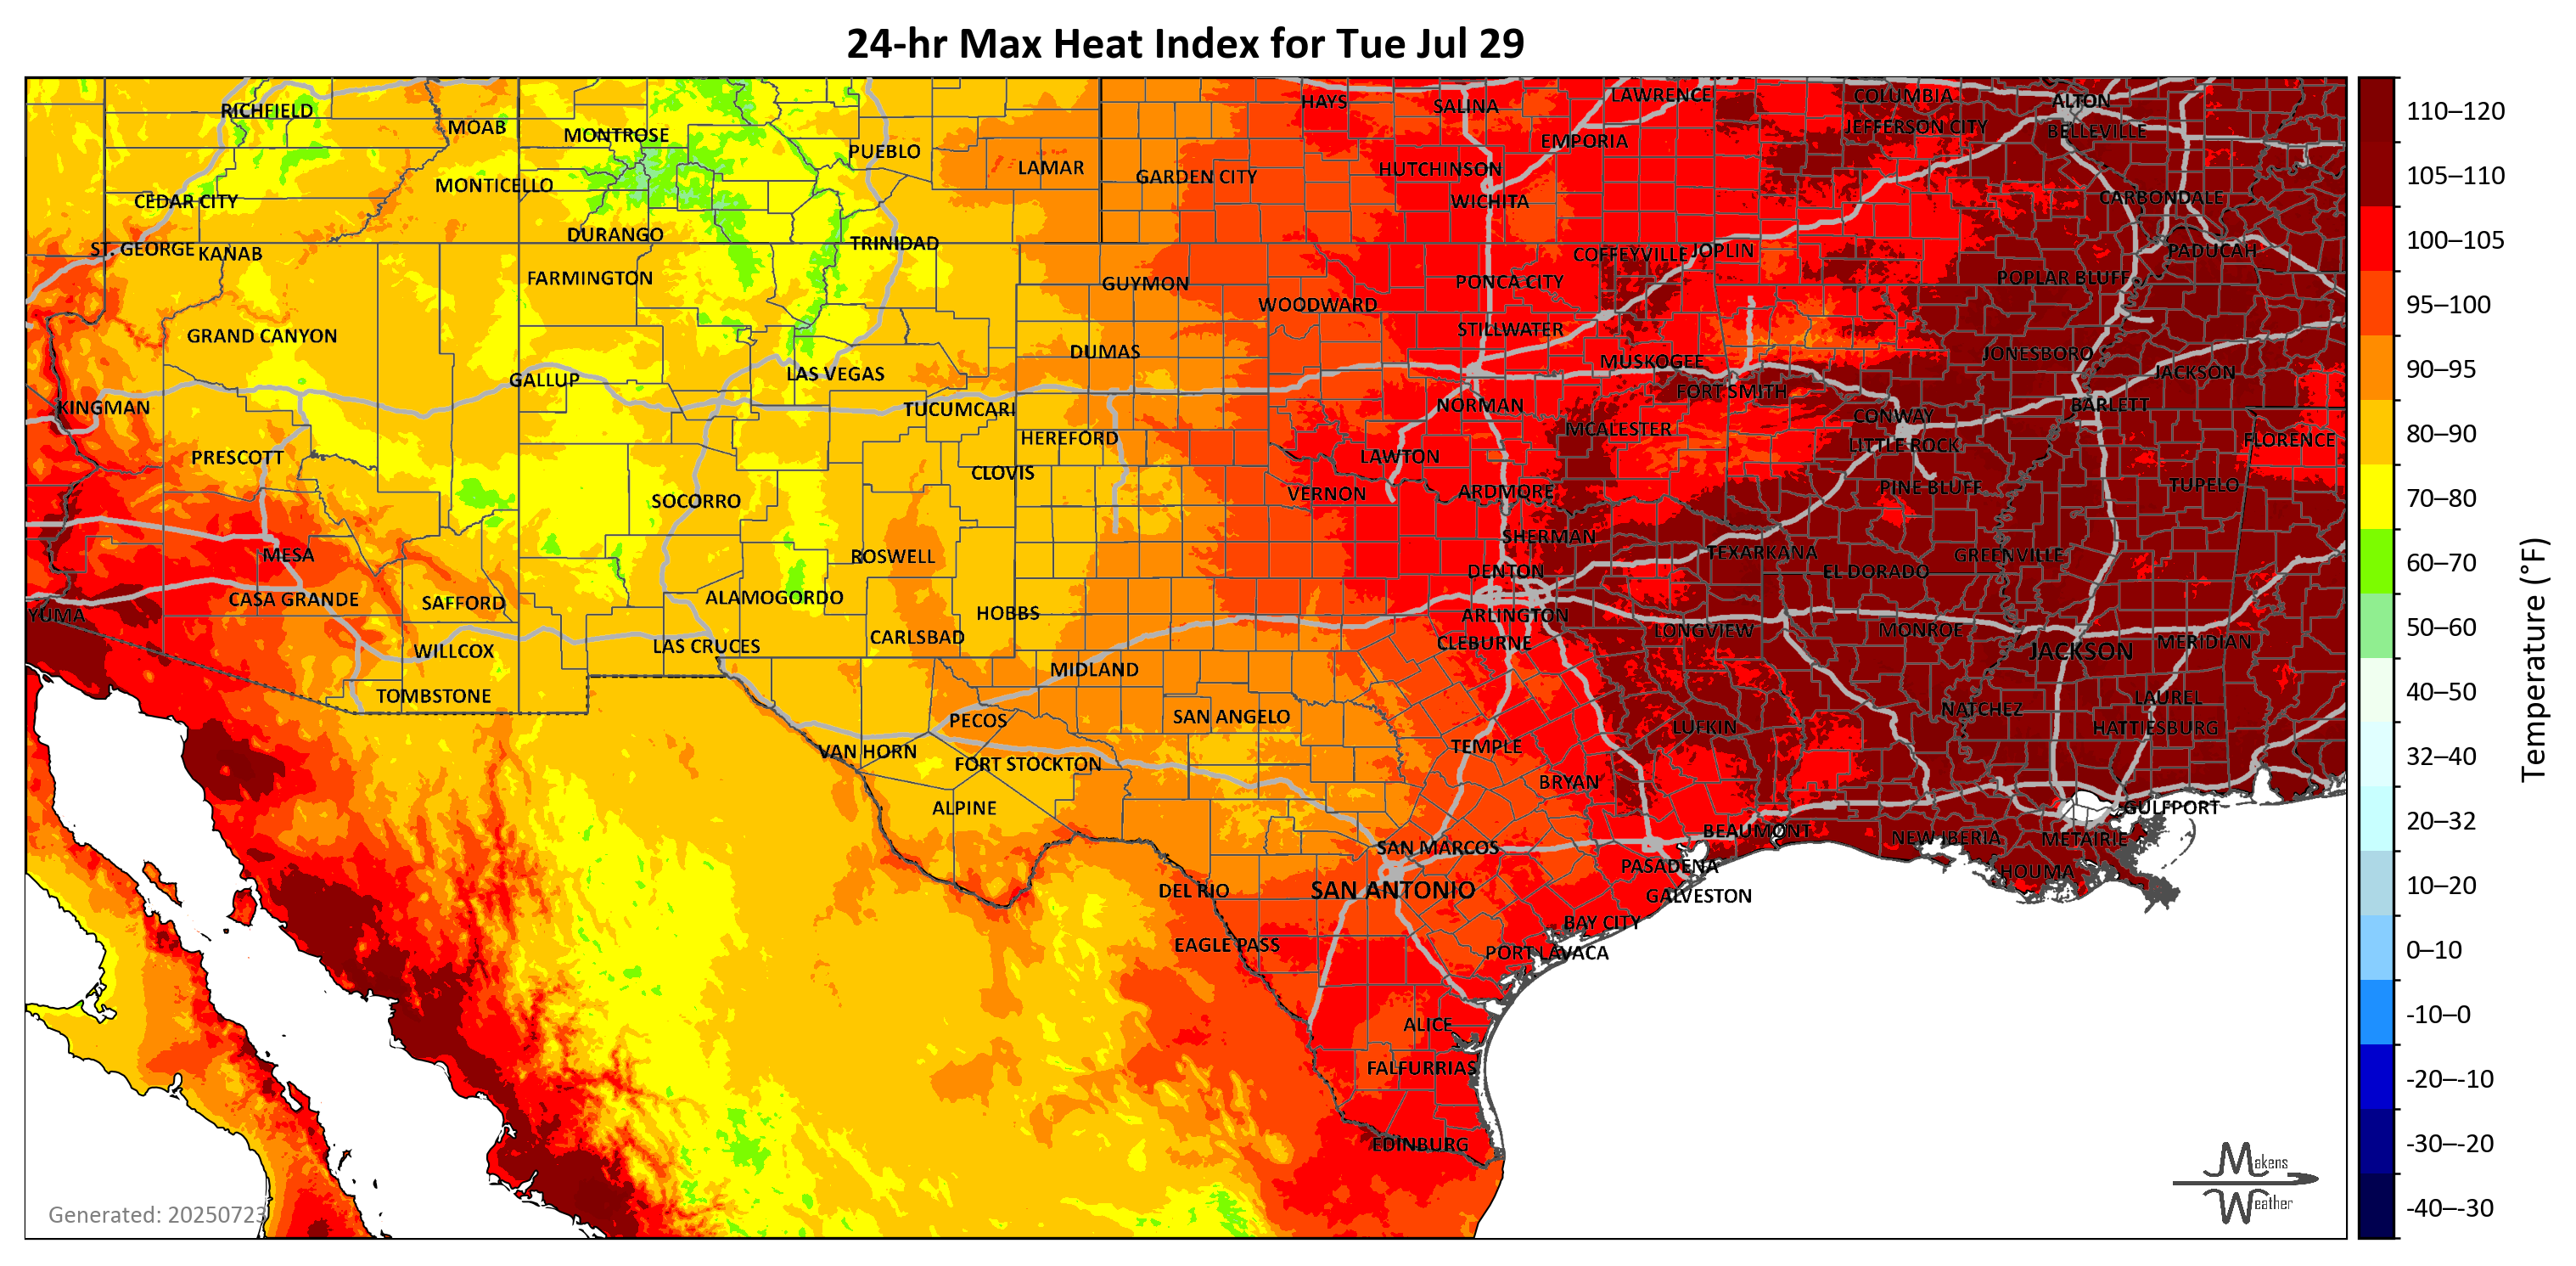 24-hr Max Heat Index for Tue Jul 29
RICHFIELD
MOAB
MONTROSE
PUEBLO
LAMAR
GARDEN CITY
HAYS
SALINA
LAWRENCE
COLUMBIA
ALTON
JEFFERSON CITY
BELLEVILLE
EMPORIA
HUTCHINSON
CEDAR CITY
MONTICELLO
WICHITA
CARBONDALE
ST. GEORGE
KANAB
DURANGO
TRINIDAD
COFFEYVILLE
JOPLIN
PADUCAH
FARMINGTON
GUYMON
PONCA CITY
POPLAR BLUFF
WOODWARD
GRAND CANYON
STILLWATER
DUMAS
MUSKOGEE
JONESBORO
GALLUP
LAS VEGAS
FORT SMITH
JACKSON
KINGMAN
TUCUMCARI
NORMAN
CONWAY
BARLETT
HEREFORD
MCALESTER
LITTLE ROCK
FLORENCE
PRESCOTT
CLOVIS
LAWTON
SOCORRO
VERNON
ARDMORE
PINE BLUFF
TUPELO
MESA
ROSWELL
SHERMAN
TEXARKANA
GREENVILLE
DENTON
EL DORADO
YUMA
CASA GRANDE
SAFFORD
ALAMOGORDO
HOBBS
ARLINGTON
WILLCOX
LAS CRUCES
CARLSBAD
CLEBURNE
LONGVIEW
MONROE
JACKSON
MERIDIAN
MIDLAND
TOMBSTONE
PECOS
SAN ANGELO
NATCHEZ
LAUREL
VAN HORN
FORT STOCKTON
TEMPLE
LUFKIN
HATTIESBURG
BRYAN
ALPINE
GULFPORT
SAN MARCOS
BEAUMONT
NEW IBERIA
METAIRIE
DEL RIO
SAN ANTONIO
PASADENA
HOUMA
GALVESTON
EAGLE PASS
BAY CITY
PORT LAVACA
ALICE
FALFURRIAS
EDINBURG
Generated: 20250723
Makens
Weather
110–120
105–110
100–105
95–100
90–95
80–90
70–80
60–70
50–60
40–50
32–40
20–32
10–20
0–10
-10–0
-20–-10
-30–-20
-40–-30
Temperature (°F)